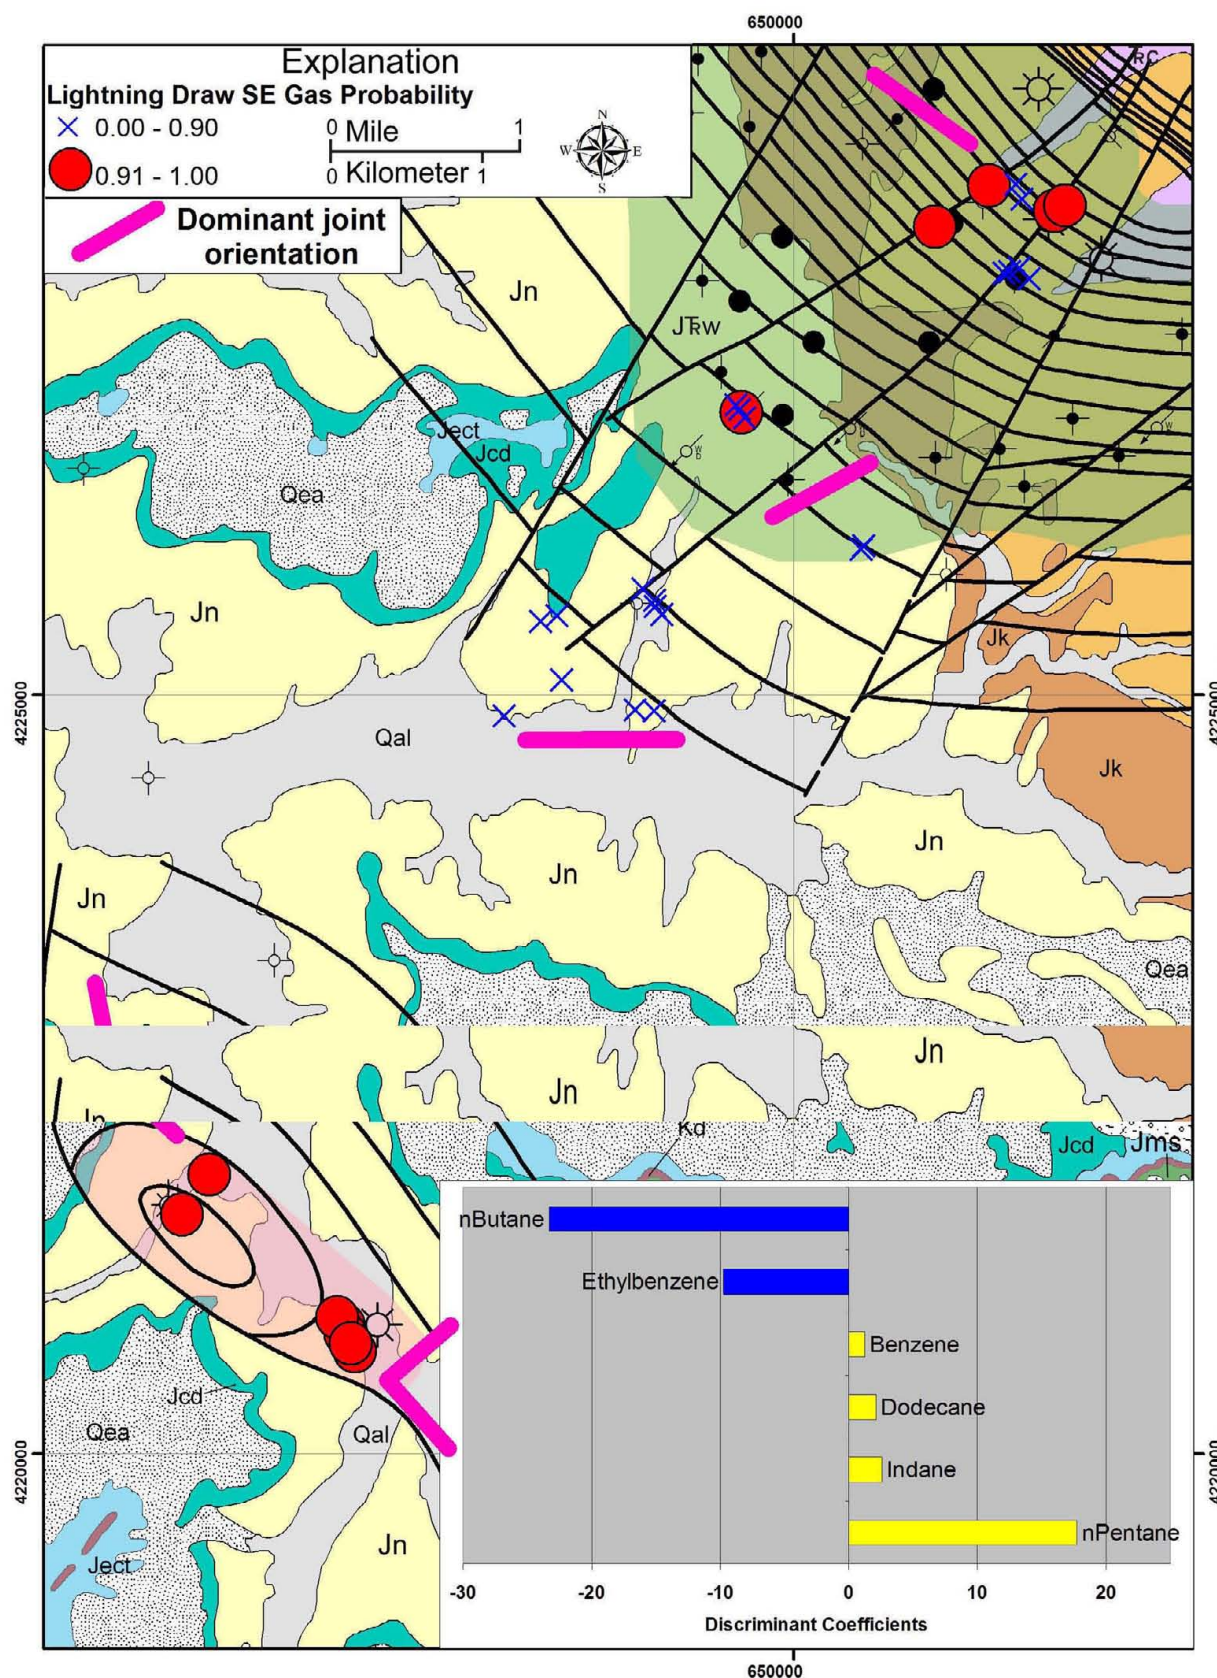 650000
Explanation
Lightning Draw SE Gas Probability
0.00 - 0.90
0.91 - 1.00
0 Mile 1
0 Kilometer 1
N
W E
S
Dominant joint
orientation
Jn
Ject
Jcd
Qea
Jn
Jk
4225000
4225000
Qal
Jk
Jn
Jn
Jn
Qea
Jn
Jn
Kd
Jcd
Jms
nButane
Ethylbenzene
Benzene
Dodecane
Indane
nPentane
Jcd
Qea
Qal
4220000
4220000
Jn
Ject
-30 -20 -10 0 10 20
Discriminant Coefficients
650000